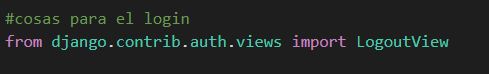 #cosas para el login
from django.contrib.auth.views import LogoutView